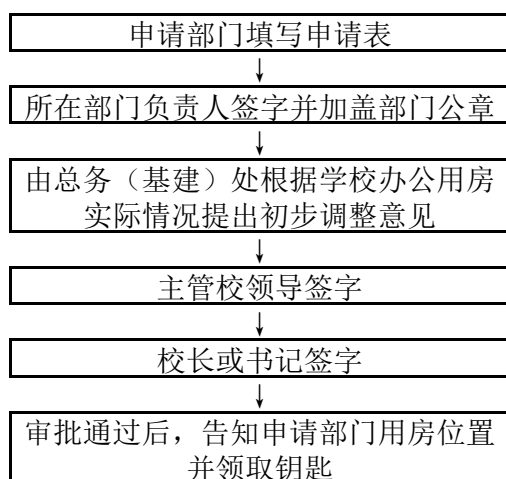 申请部门填写申请表
所在部门负责人签字并加盖部门公章
由总务（基建）处根据学校办公用房
实际情况提出初步调整意见
主管校领导签字
校长或书记签字
审批通过后，告知申请部门用房位置
并领取钥匙